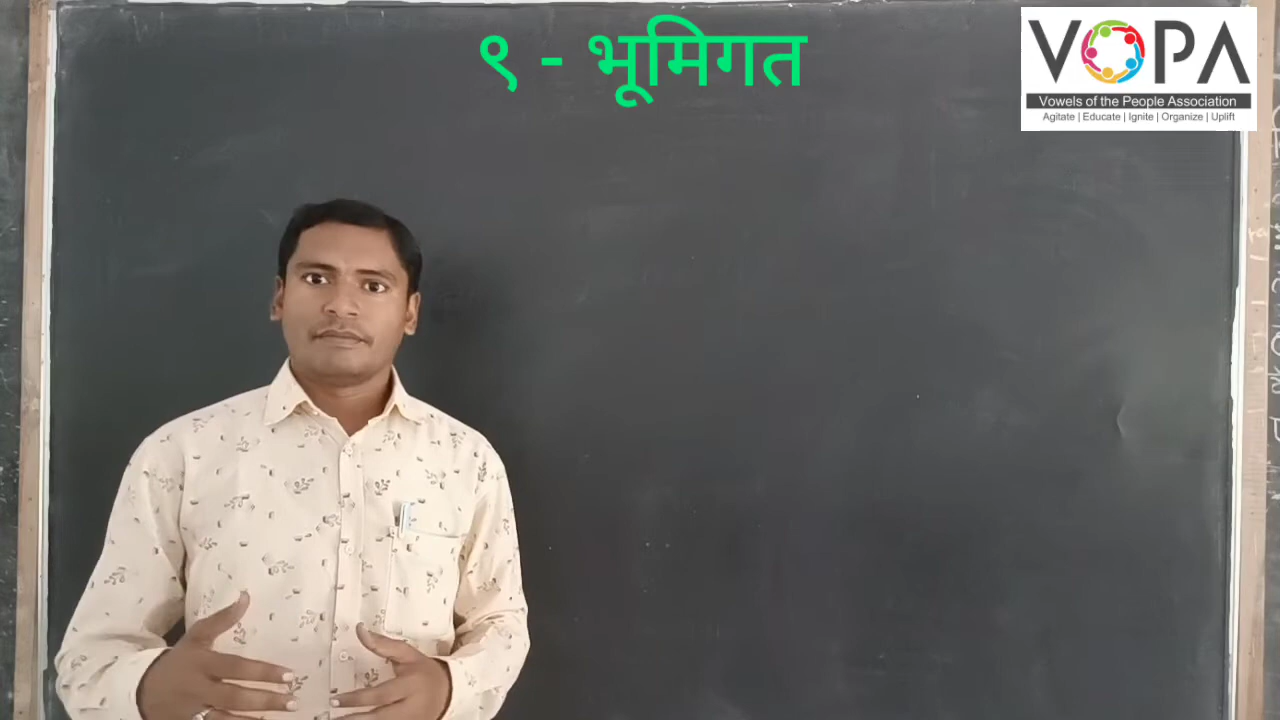 ९ - भूमिगत
VOPA
Vowels of the People Association
Agitate | Educate | Ignite | Organize | Uplift